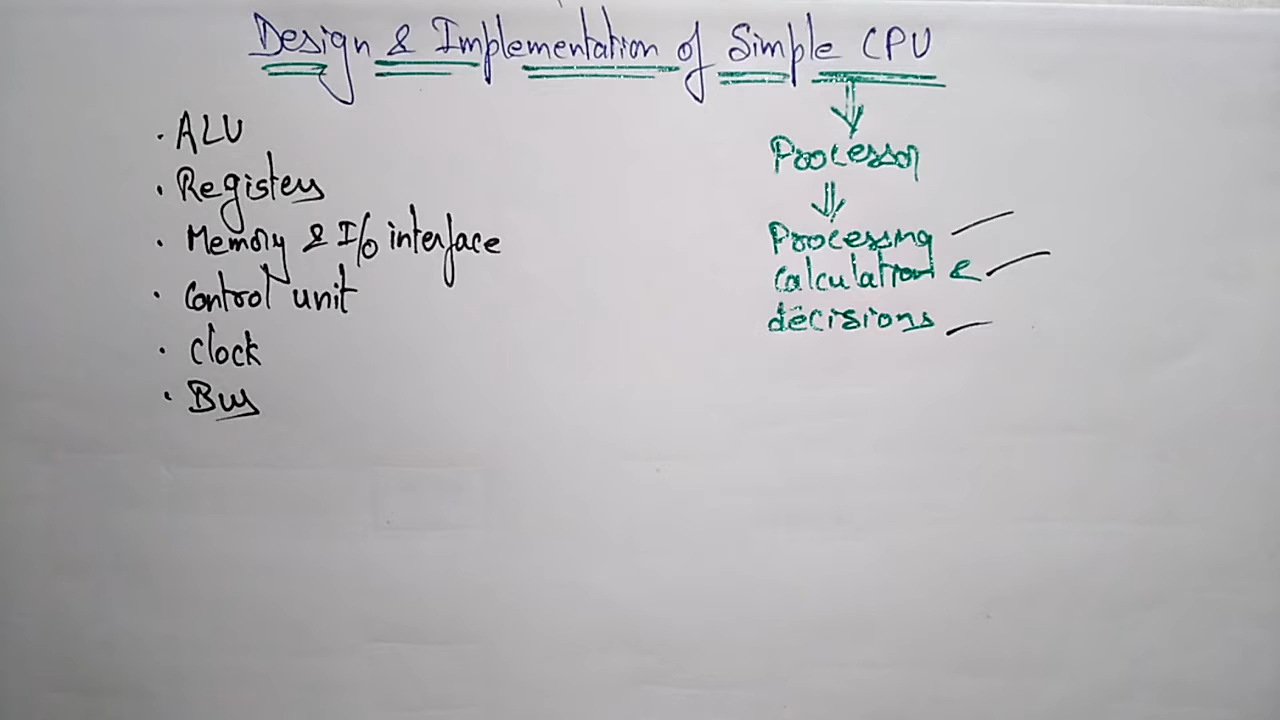 Design & Implementation of Simple CPU
· ALU
· Registers
· Memory & I/O interface
· Control unit
· Clock
· Bus
Processor
Processing
calculation &
decisions